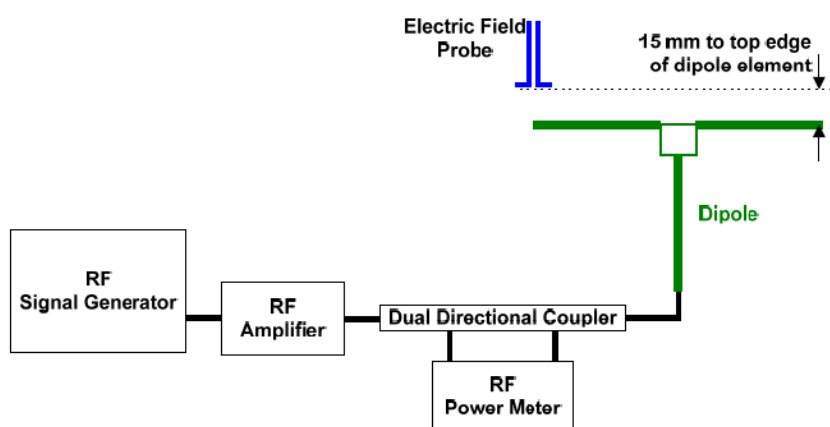 Electric Field
Probe
15 mm to top edge
of dipole element
Dipole
RF
Signal Generator
RF
Amplifier
Dual Directional Coupler
RF
Power Meter